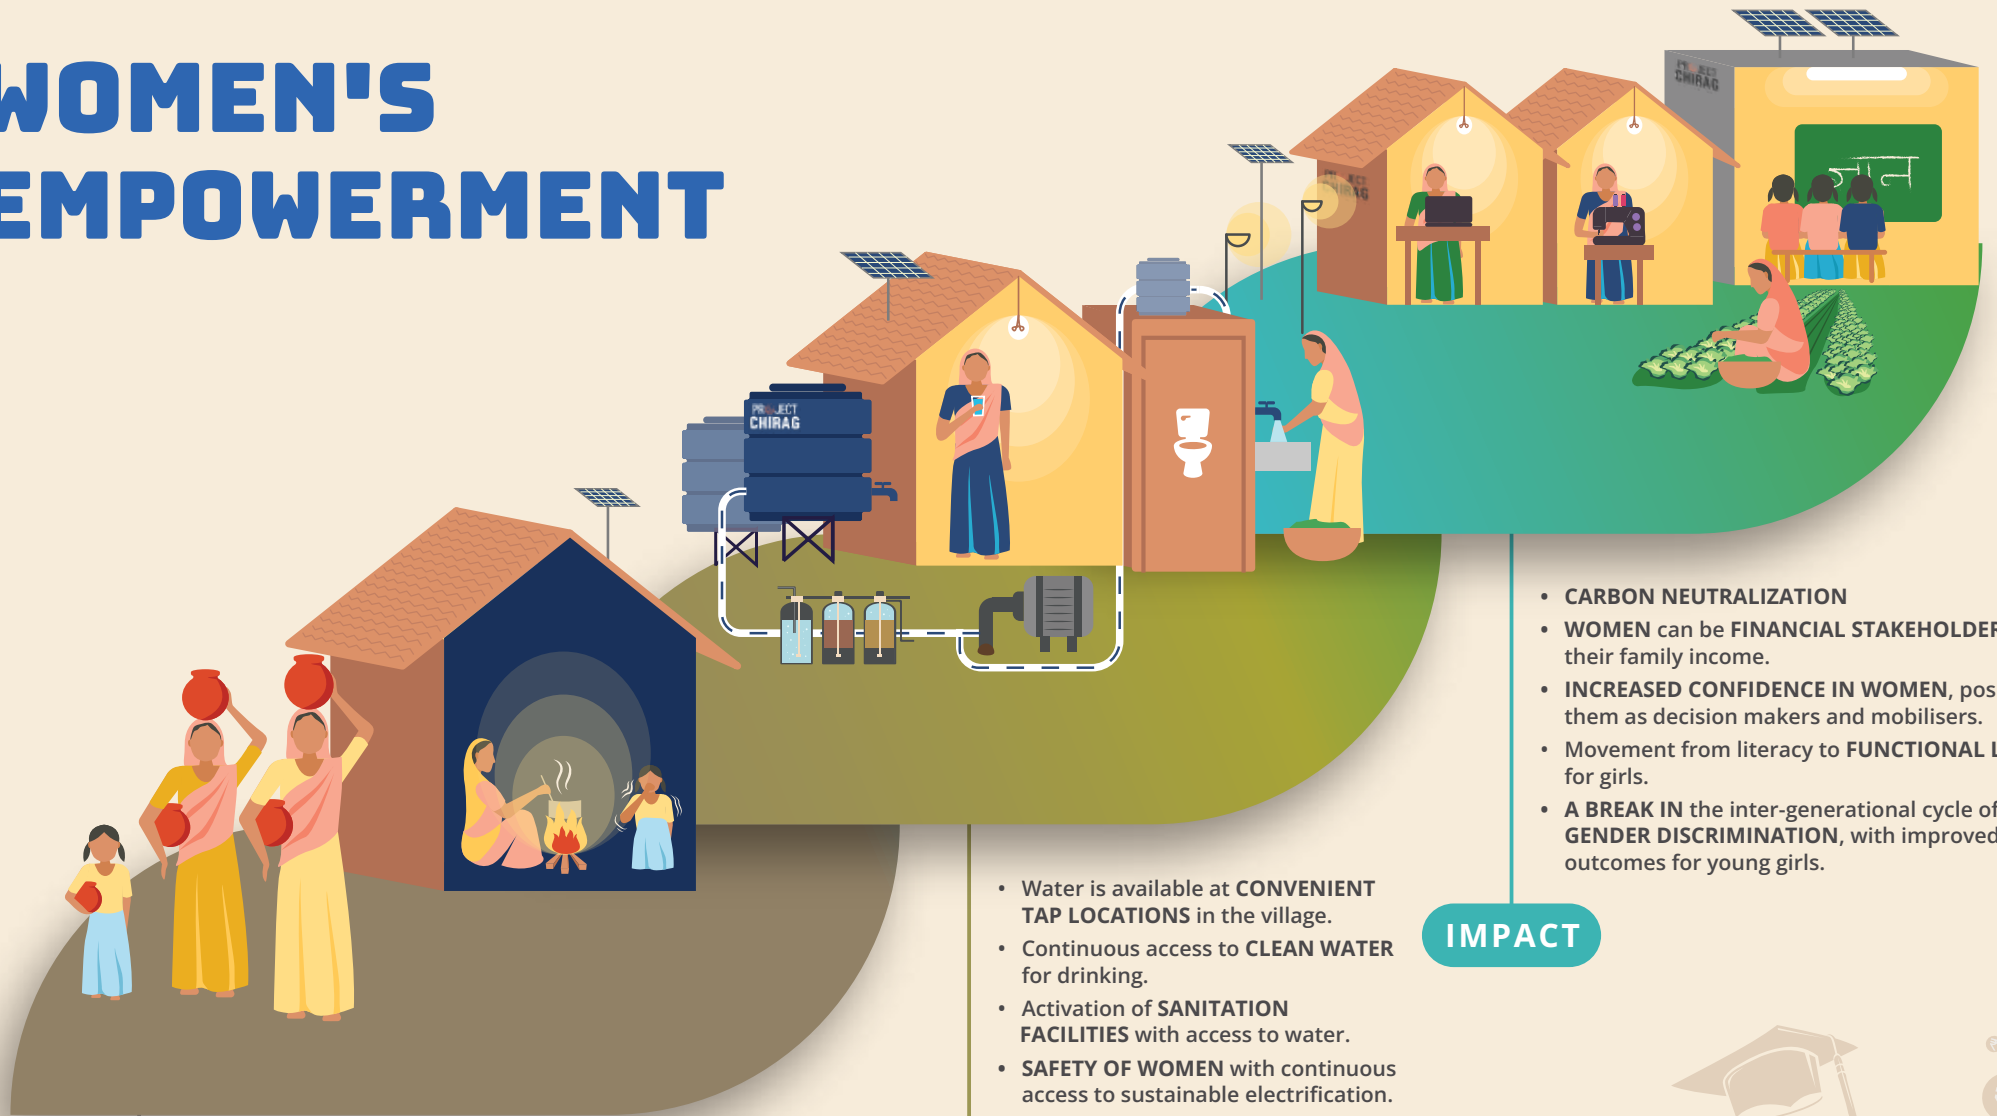 WOMEN'S
EMPOWERMENT
PROJECT
CHIRAG
PROJECT
CHIRAG
PROJECT
CHIRAG
ज्ञान
• CARBON NEUTRALIZATION
• WOMEN can be FINANCIAL
their family income.
• INCREASED CONFIDENCE IN WOMEN,
them as decision makers and mobilisers.
• Movement from literacy to FUNCTIONAL
for girls.
• A BREAK IN the inter-generational cycle of
GENDER DISCRIMINATION, with improved
outcomes for young girls.
IMPACT
• Water is available at CONVENIENT
TAP LOCATIONS in the village.
• Continuous access to CLEAN WATER
for drinking.
• Activation of SANITATION
FACILITIES with access to water.
• SAFETY OF WOMEN with continuous
access to sustainable electrification.